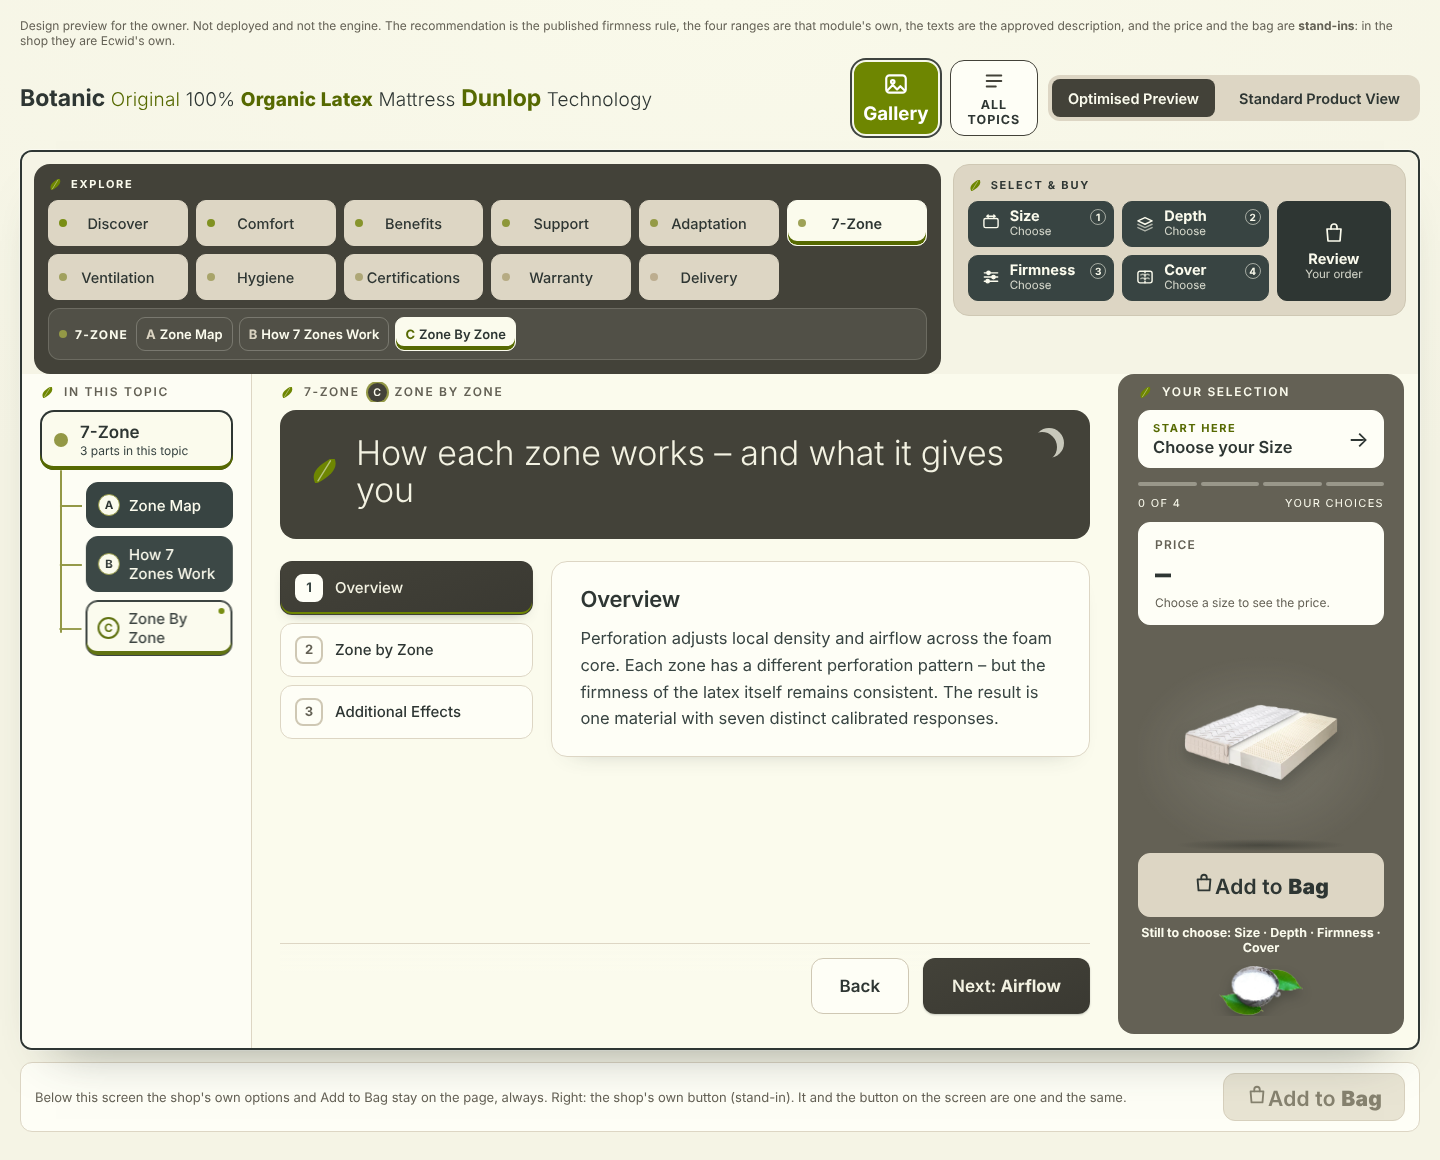 Design preview for the owner. Not deployed and not the engine. The recommendation is the published firmness rule, the four ranges are that module's own, the texts are the approved description, and the price and the bag are stand-ins: in the
shop they are Ecwid's own.
Botanic Original 100% Organic Latex Mattress Dunlop Technology
Gallery
ALL
TOPICS
Optimised Preview
Standard Product View
EXPLORE
Discover
Comfort
Benefits
Support
Adaptation
7-Zone
Ventilation
Hygiene
Certifications
Warranty
Delivery
7-ZONE
A Zone Map
B How 7 Zones Work
C Zone By Zone
SELECT & BUY
Size
Choose
1
Depth
Choose
2
Firmness
Choose
3
Cover
Choose
4
Review
Your order
IN THIS TOPIC
7-Zone
3 parts in this topic
A Zone Map
B How 7
Zones Work
C Zone By
Zone
7-ZONE C ZONE BY ZONE
How each zone works – and what it gives
you
1 Overview
2 Zone by Zone
3 Additional Effects
Overview
Perforation adjusts local density and airflow across the foam
core. Each zone has a different perforation pattern – but the
firmness of the latex itself remains consistent. The result is
one material with seven distinct calibrated responses.
Back
Next: Airflow
YOUR SELECTION
START HERE
Choose your Size
0 OF 4
YOUR CHOICES
PRICE
–
Choose a size to see the price.
Add to Bag
Still to choose: Size · Depth · Firmness ·
Cover
Below this screen the shop's own options and Add to Bag stay on the page, always. Right: the shop's own button (stand-in). It and the button on the screen are one and the same.
Add to Bag